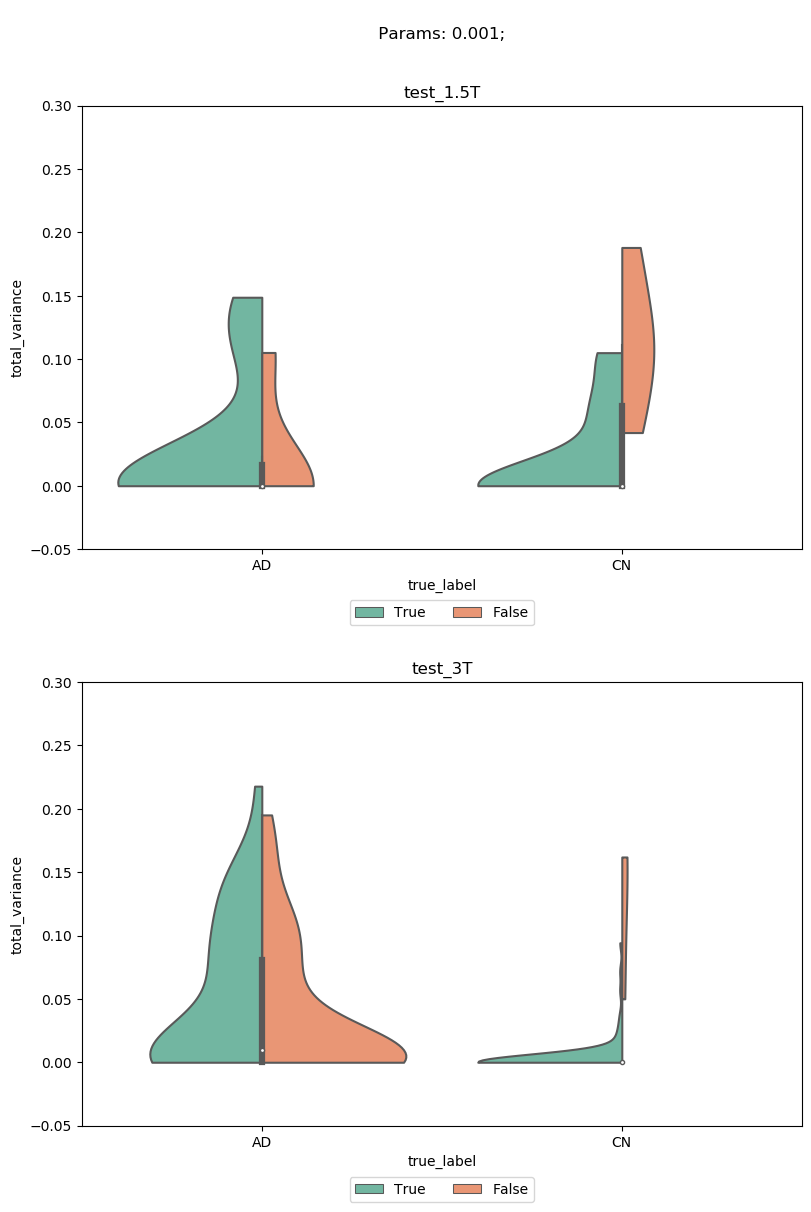 Params: 0.001;
test_1.5T
0.30
0.25
0.20
0.15
0.10
0.05
0.00
−0.05
total_variance
AD CN
true_label
True False
test_3T
0.30
0.25
0.20
0.15
0.10
0.05
0.00
−0.05
total_variance
AD CN
true_label
True False